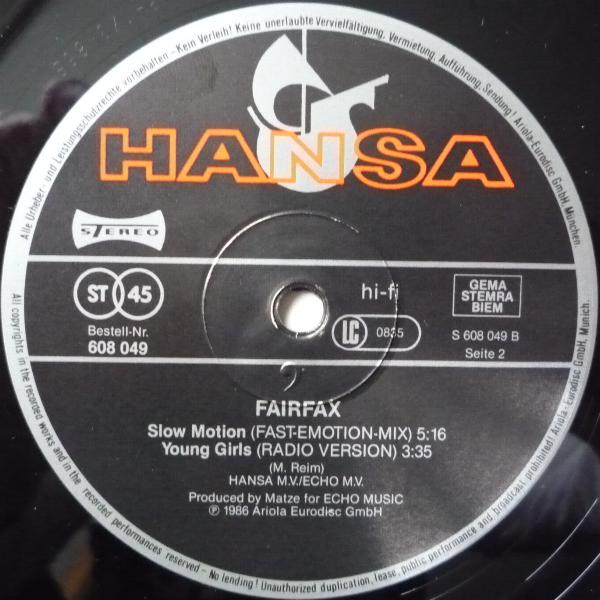 Alle Urheber- und Leistungsschutzrechte vorbehalten - Kein Verleih! Keine unerlaubte Vervielfältigung, Vermietung, Aufführung, Sendung! Ariola-Eurodisc GmbH, München.
HANSA
STEREO
ST 45
Bestell-Nr.
608 049
hi-fi
LC 0835
GEMA
STEMRA
BIEM
S 608 049 B
Seite 2
FAIRFAX
Slow Motion (FAST-EMOTION-MIX) 5:16
Young Girls (RADIO VERSION) 3:35
(M. Reim)
HANSA M.V./ECHO M.V.
Produced by Matze for ECHO MUSIC
℗ 1986 Ariola Eurodisc GmbH
All copyrights in the recorded works and in the recorded performances reserved - No lending! Unauthorized duplication, lease, public performance and broadcast prohibited! Ariola-Eurodisc GmbH, Munich.